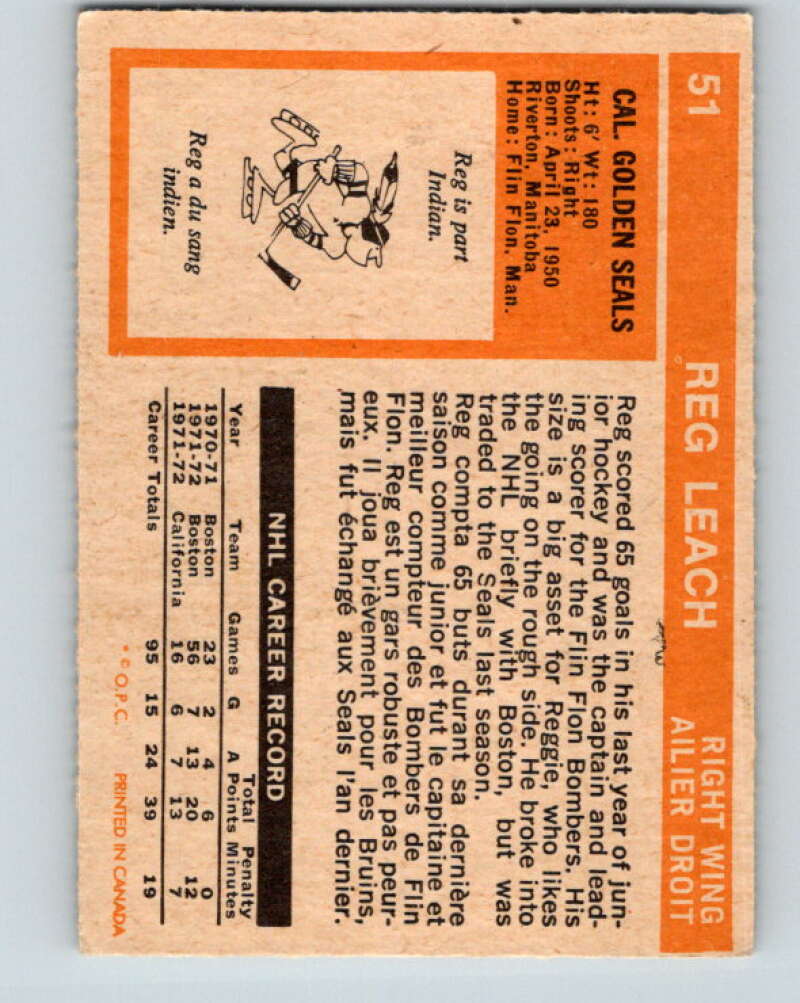 51 REG LEACH RIGHT WING
AILIER DROIT
CAL. GOLDEN SEALS
Ht: 6' Wt: 180
Shoots: Right
Born: April 23, 1950
Riverton, Manitoba
Home: Flin Flon, Man.
Reg is part
Indian.
Reg a du sang
indien.
Reg scored 65 goals in his last year of jun-
ior hockey and was the captain and lead-
ing scorer for the Flin Flon Bombers. His
size is a big asset for Reggie, who likes
the going on the rough side. He broke into
the NHL briefly with Boston, but was
traded to the Seals last season.
Reg compta 65 buts durant sa dernière
saison comme junior et fut le capitaine et
meilleur compteur des Bombers de Flin
Flon. Reg est un gars robuste et pas peur-
eux. Il joua brièvement pour les Bruins,
mais fut échangé aux Seals l'an dernier.
NHL CAREER RECORD
Total Penalty
Year Team Games G A Points Minutes
1970-71 Boston 23 2 4 6 0
1971-72 Boston 56 7 13 20 12
1971-72 California 16 6 7 13 7
Career Totals 95 15 24 39 19
* © O.P.C. PRINTED IN CANADA